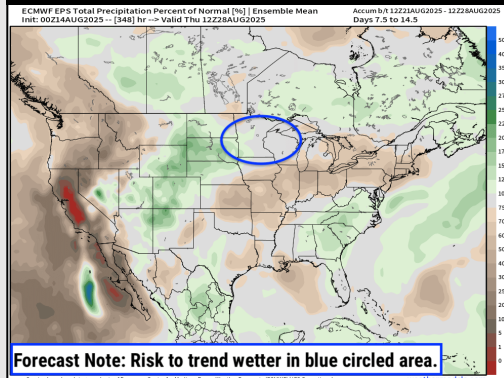 ECMWF EPS Total Precipitation Percent of Normal [%] | Ensemble Mean
Accum b/t 12Z21AUG2025 - 12Z28AUG2025
Init: 00Z14AUG2025 -- [348] hr --> Valid Thu 12Z28AUG2025
Days 7.5 to 14.5
Forecast Note: Risk to trend wetter in blue circled area.